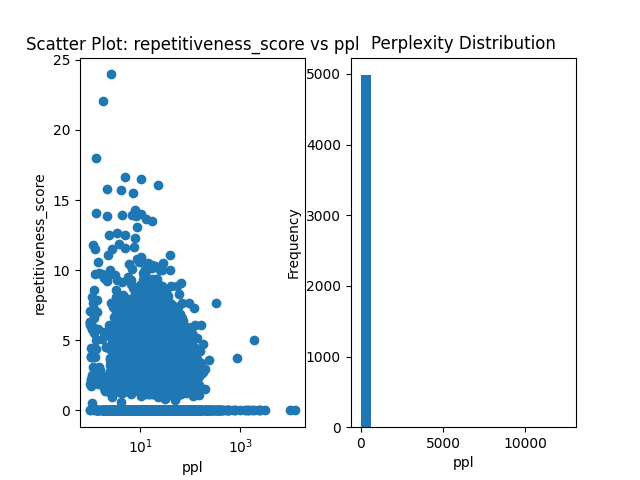 Scatter Plot: repetitiveness_score vs ppl
25
20
15
10
5
0
repetitiveness_score
10¹
10³
ppl
Perplexity Distribution
5000
4000
3000
2000
1000
0
Frequency
0
5000
10000
ppl